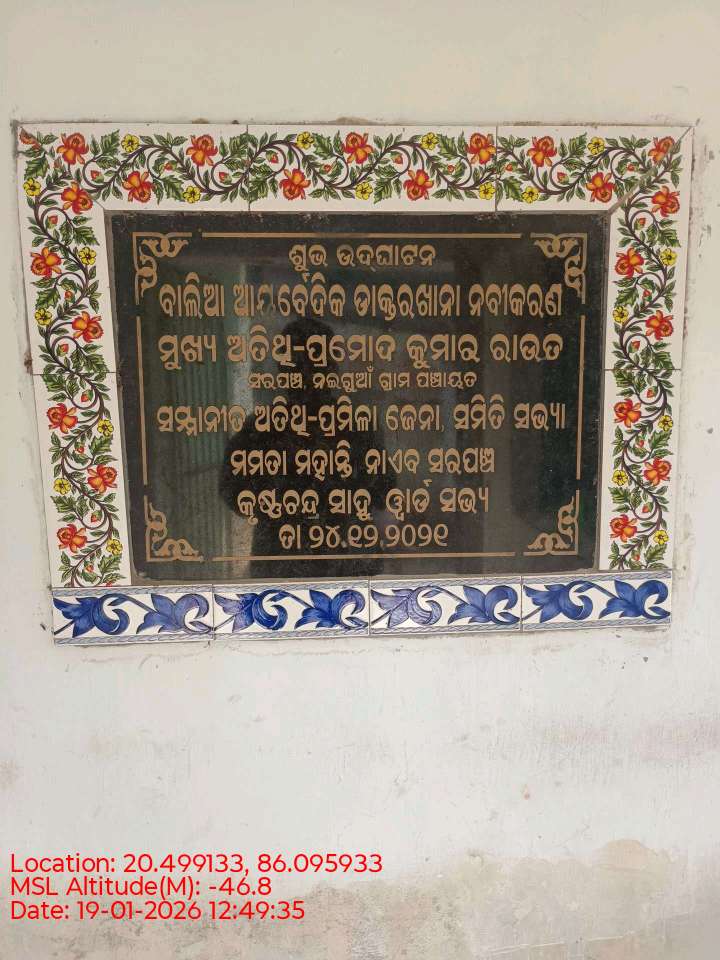 ଶୁଭ ଉଦ୍‌ଘାଟନ
ବାଲିଆ ଆୟର୍ବେଦିକ ଡାକ୍ତରଖାନା ନବୀକରଣ
ମୁଖ୍ୟ ଅତିଥି-ପ୍ରମୋଦ କୁମାର ରାଉତ
ସରପଞ୍ଚ, ନଇଗୁଆଁ ଗ୍ରାମ ପଞ୍ଚାୟତ
ସମ୍ମାନୀତ ଅତିଥି-ପ୍ରମିଳା ଜେନା, ସମିତି ସଭ୍ୟା
ମମତା ମହାନ୍ତି ନାଏବ ସରପଞ୍ଚ
କୃଷ୍ଣଚନ୍ଦ୍ର ସାହୁ ୱାର୍ଡ ସଭ୍ୟ
ତା ୨୪.୧୨.୨୦୨୧
Location: 20.499133, 86.095933
MSL Altitude(M): -46.8
Date: 19-01-2026 12:49:35